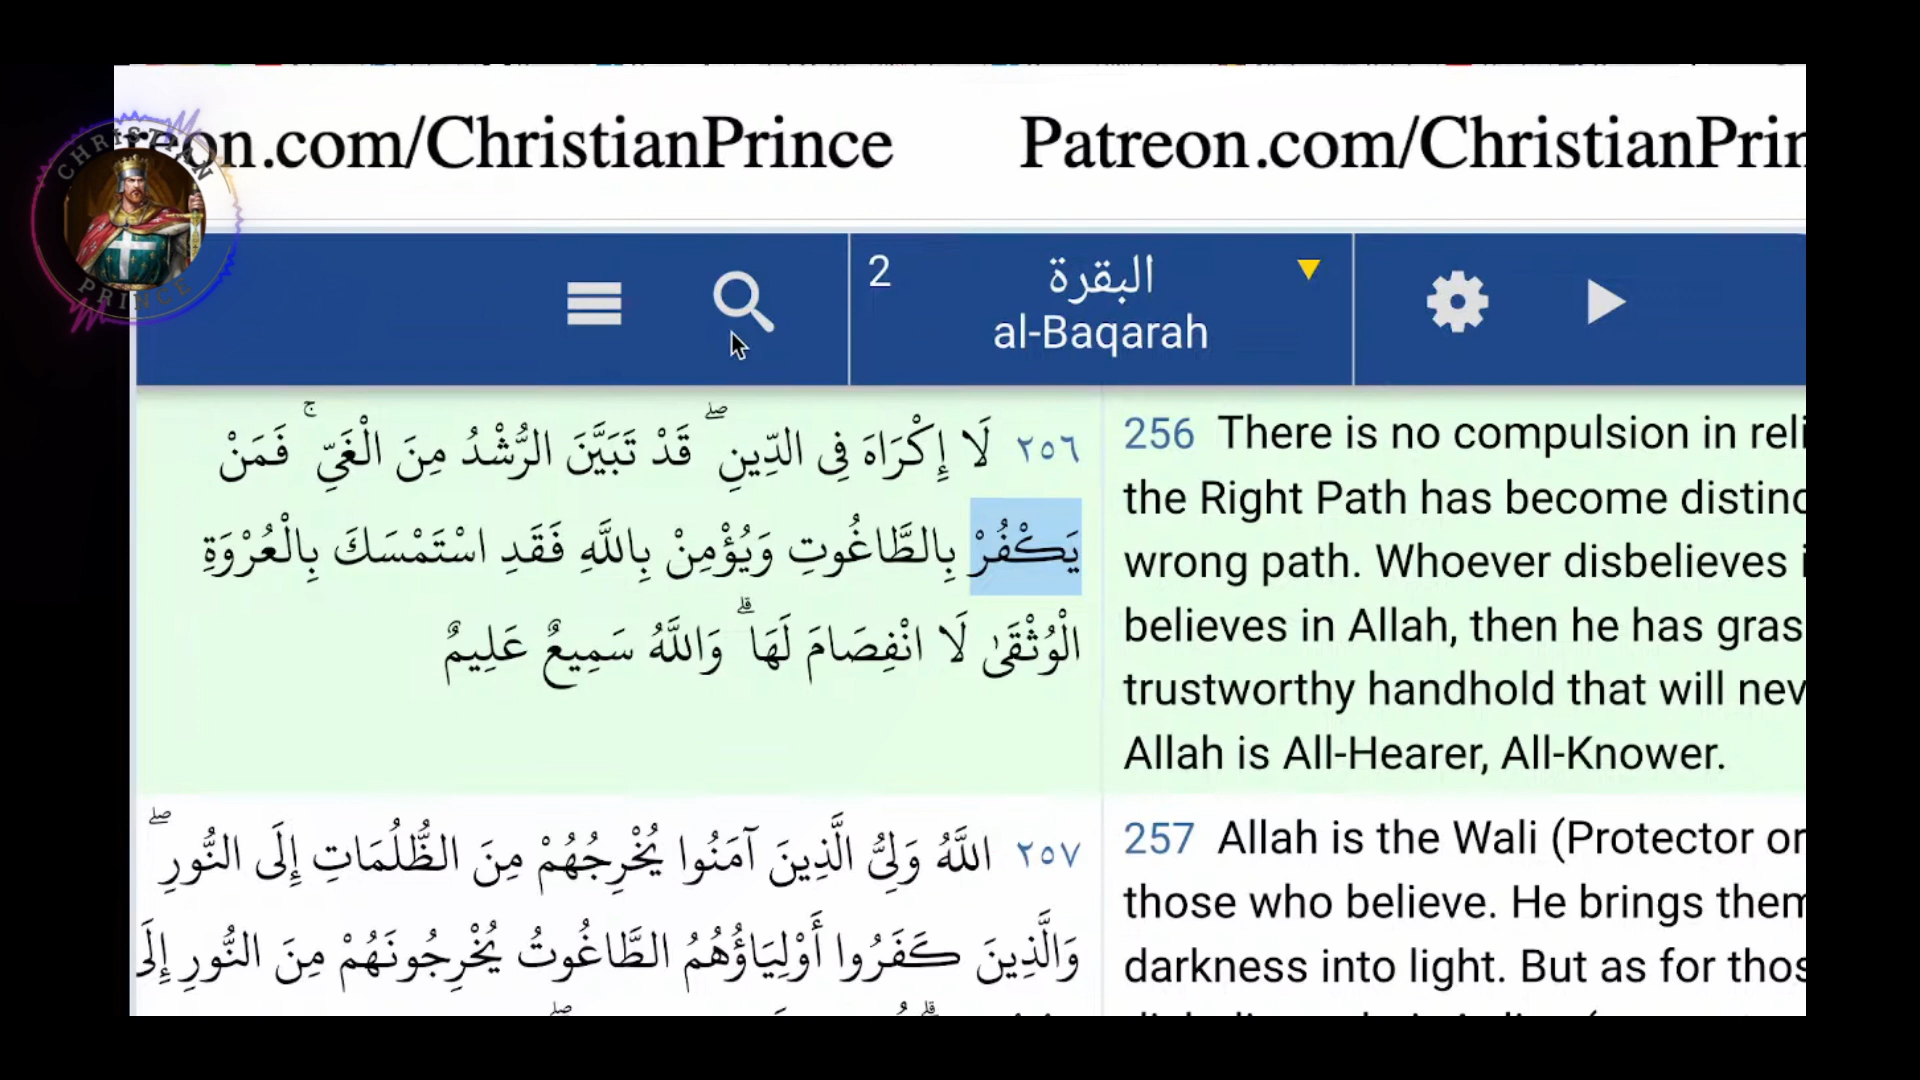 reon.com/ChristianPrince Patreon.com/ChristianPrin
CHRISTIAN
PRINCE
2
البقرة
al-Baqarah
٢٥٦ لَا إِكْرَاهَ فِي الدِّينِ ۖ قَدْ تَبَيَّنَ الرُّشْدُ مِنَ الْغَيِّ ۚ فَمَنْ
يَكْفُرْ بِالطَّاغُوتِ وَيُؤْمِنْ بِاللَّهِ فَقَدِ اسْتَمْسَكَ بِالْعُرْوَةِ
الْوُثْقَىٰ لَا انْفِصَامَ لَهَا ۗ وَاللَّهُ سَمِيعٌ عَلِيمٌ
256 There is no compulsion in reli
the Right Path has become distinc
wrong path. Whoever disbelieves i
believes in Allah, then he has gras
trustworthy handhold that will nev
Allah is All-Hearer, All-Knower.
٢٥٧ اللَّهُ وَلِيُّ الَّذِينَ آمَنُوا يُخْرِجُهُمْ مِنَ الظُّلُمَاتِ إِلَى النُّورِ ۖ
وَالَّذِينَ كَفَرُوا أَوْلِيَاؤُهُمُ الطَّاغُوتُ يُخْرِجُونَهُمْ مِنَ النُّورِ إِلَى
257 Allah is the Wali (Protector or
those who believe. He brings them
darkness into light. But as for thos